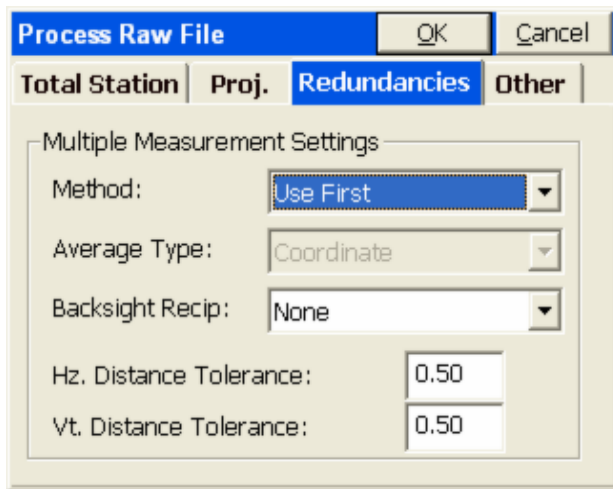 Process Raw File OK Cancel
Total Station Proj. Redundancies Other
Multiple Measurement Settings
Method: Use First
Average Type: Coordinate
Backsight Recip: None
Hz. Distance Tolerance: 0.50
Vt. Distance Tolerance: 0.50